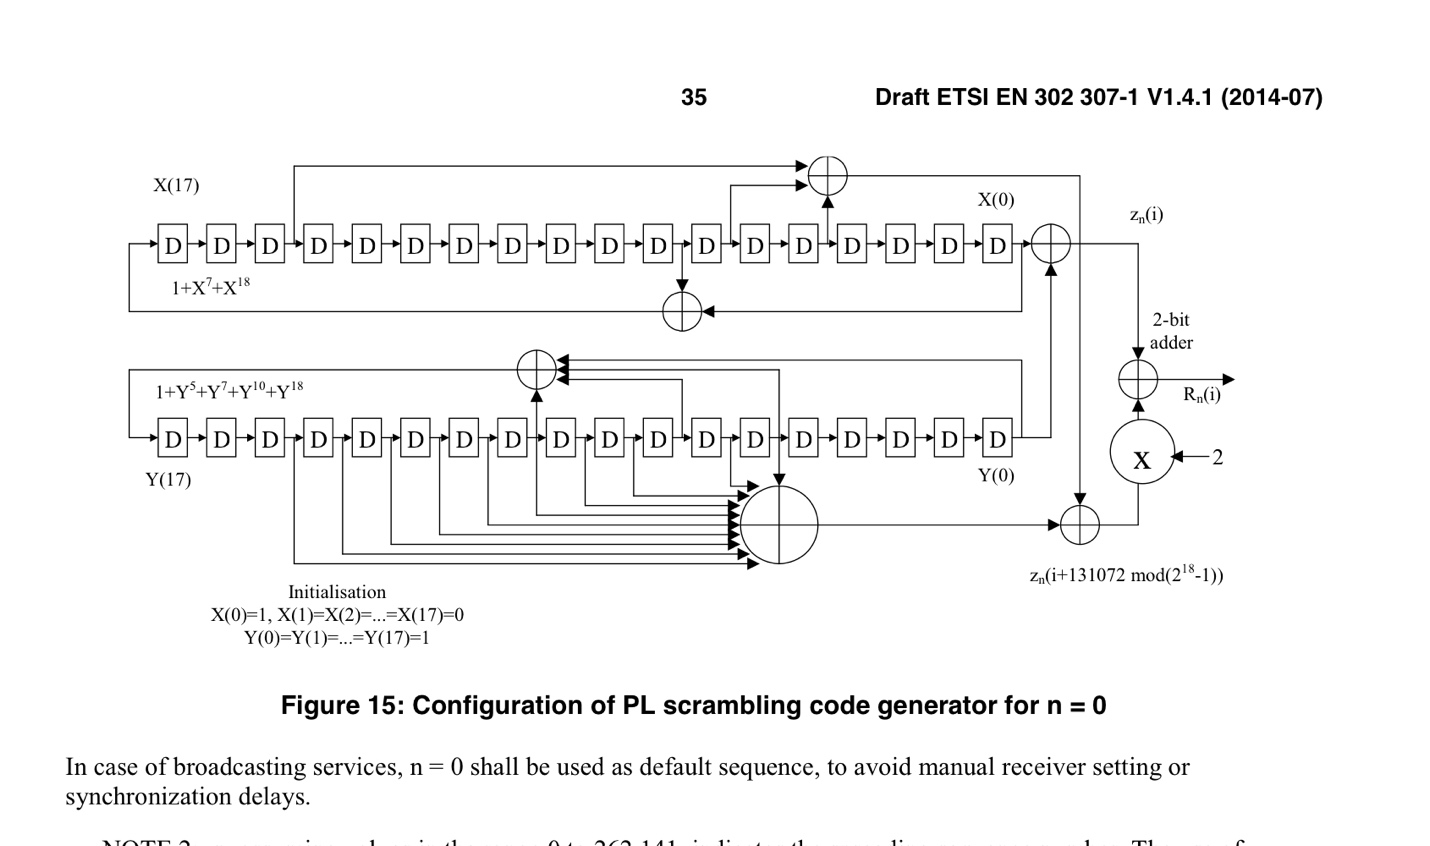 35 Draft ETSI EN 302 307-1 V1.4.1 (2014-07)
X(17)
X(0)
zn(i)
D D D D D D D D D D D D D D D D D D
1+X7+X18
2-bit
adder
1+Y5+Y7+Y10+Y18
Rn(i)
D D D D D D D D D D D D D D D D D D
X 2
Y(17)
Y(0)
zn(i+131072 mod(218-1))
Initialisation
X(0)=1, X(1)=X(2)=...=X(17)=0
Y(0)=Y(1)=...=Y(17)=1
Figure 15: Configuration of PL scrambling code generator for n = 0
In case of broadcasting services, n = 0 shall be used as default sequence, to avoid manual receiver setting or
synchronization delays.